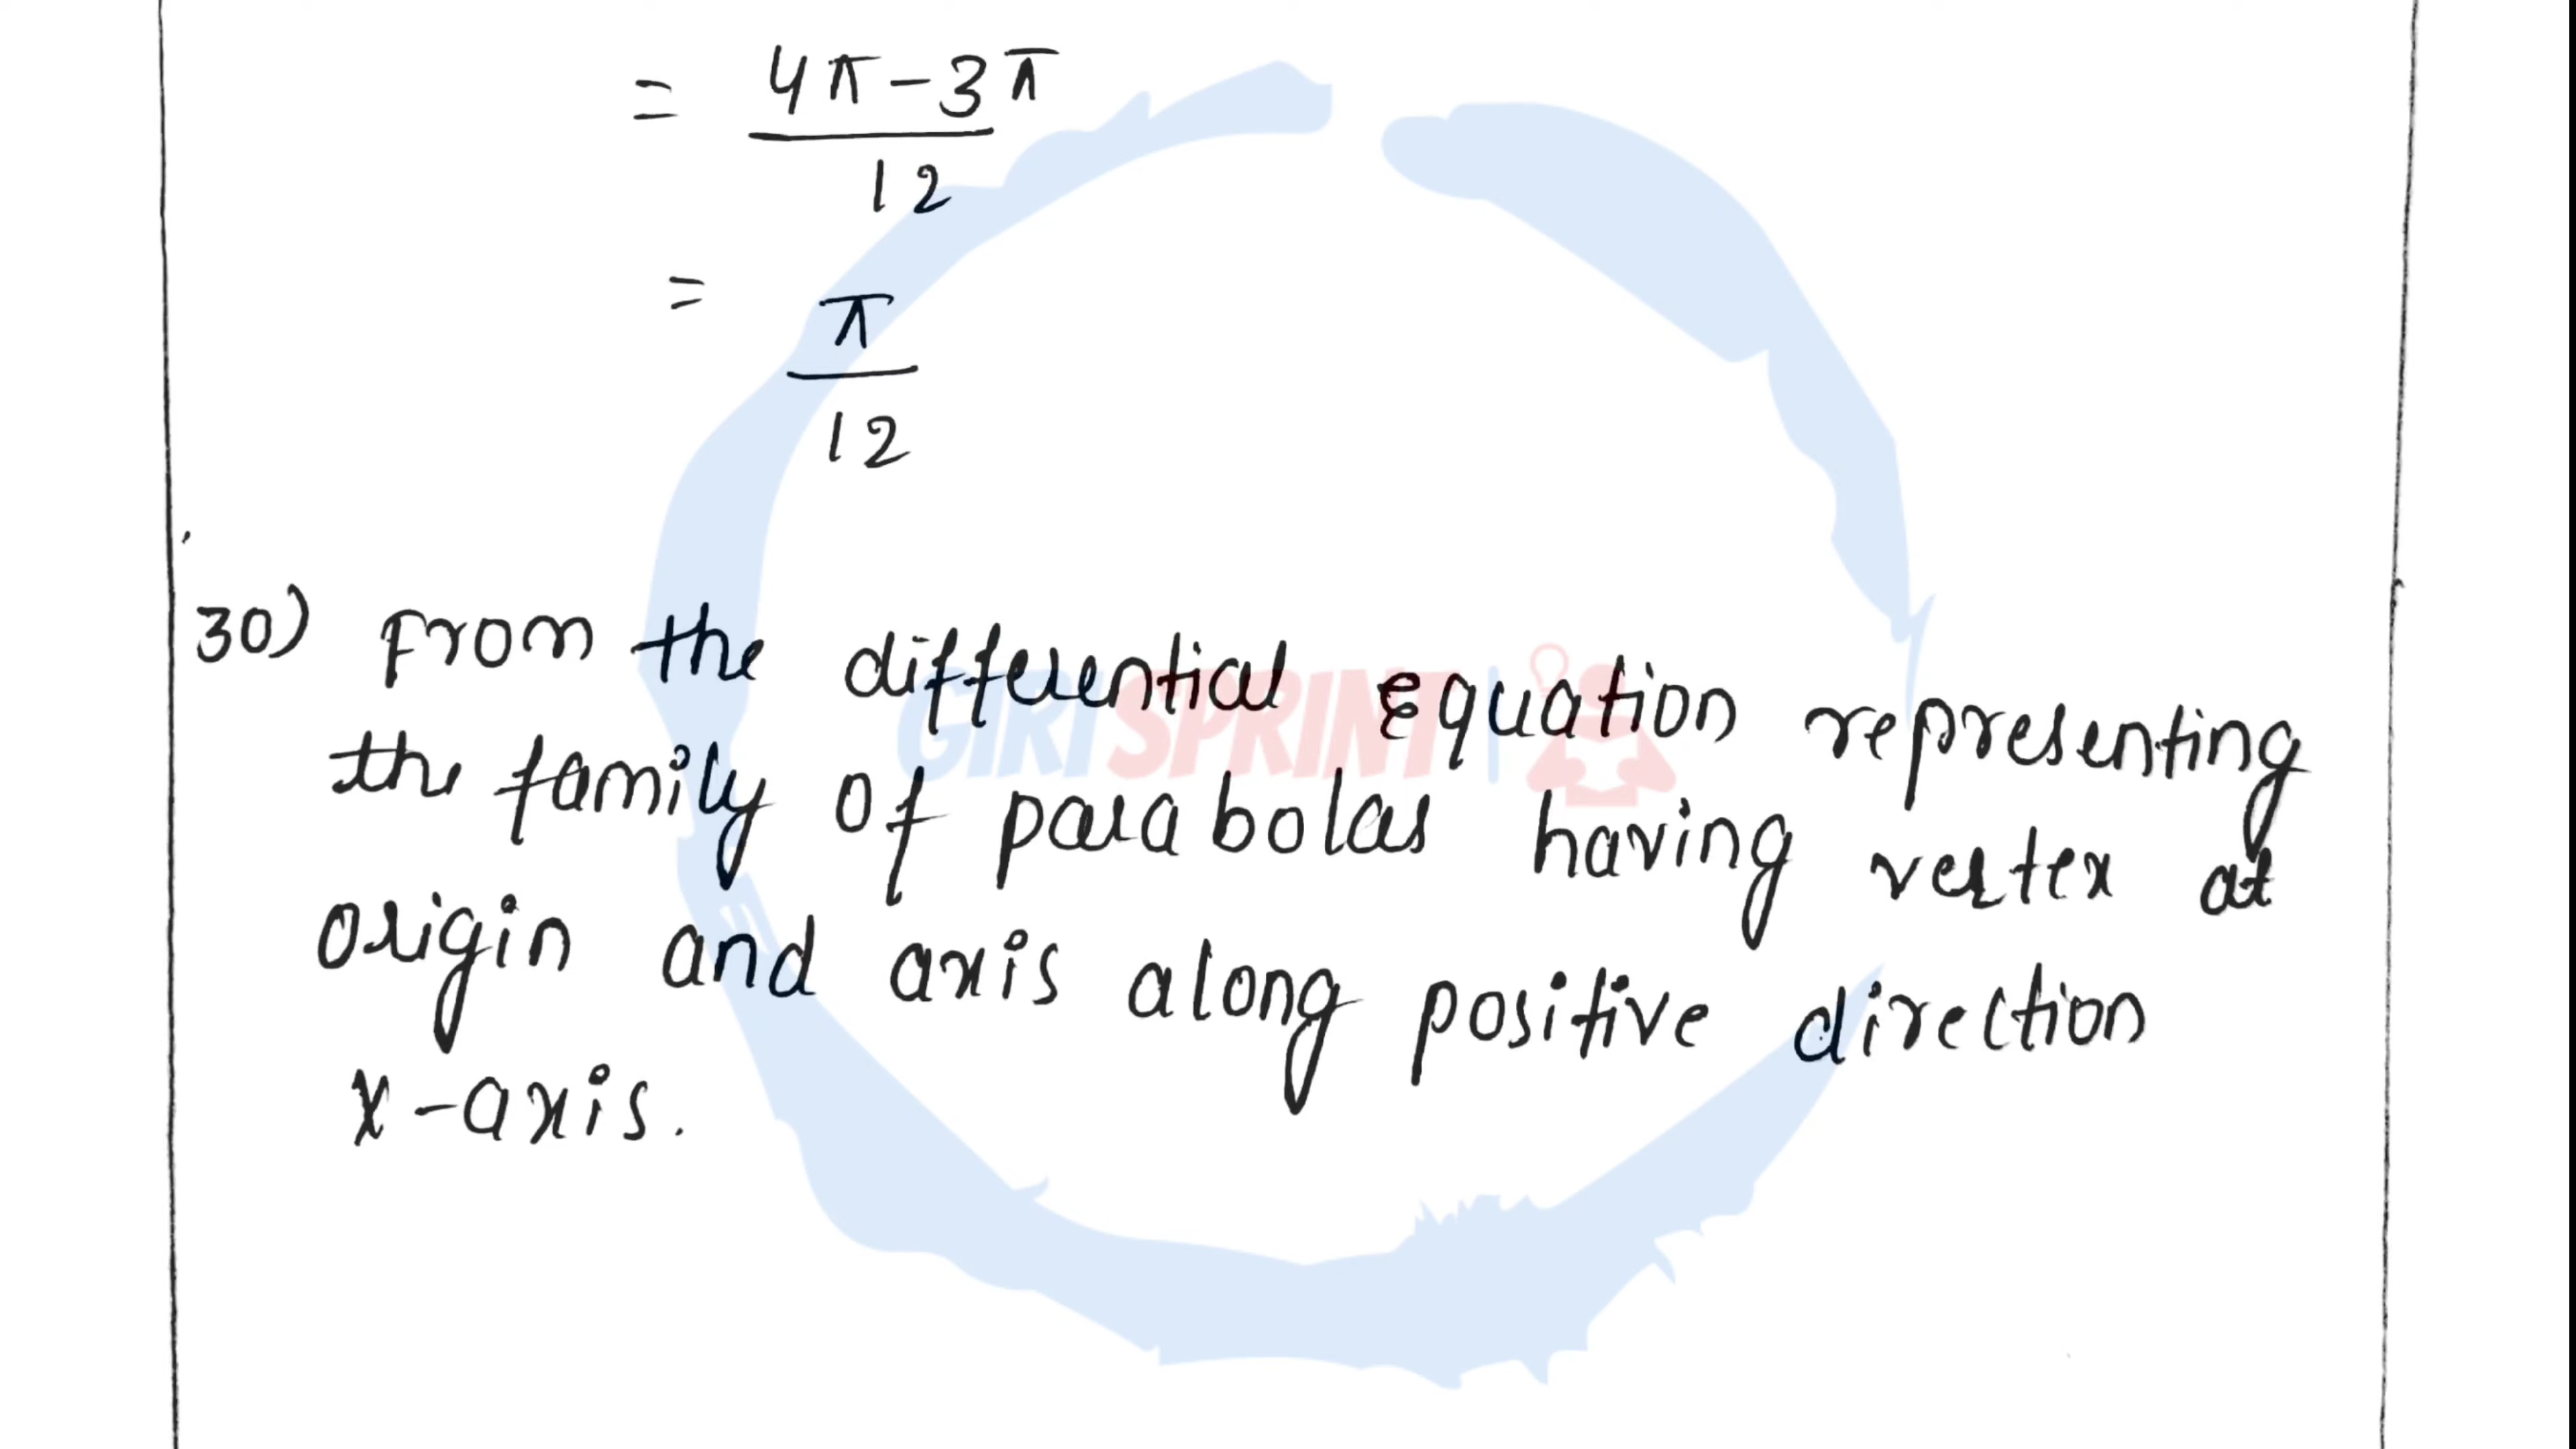 = 4π-3π
12
= π
12
30) From the differential Equation representing
GIRISPRINT
the family of parabolas having vertex at
origin and axis along positive direction
x-axis.